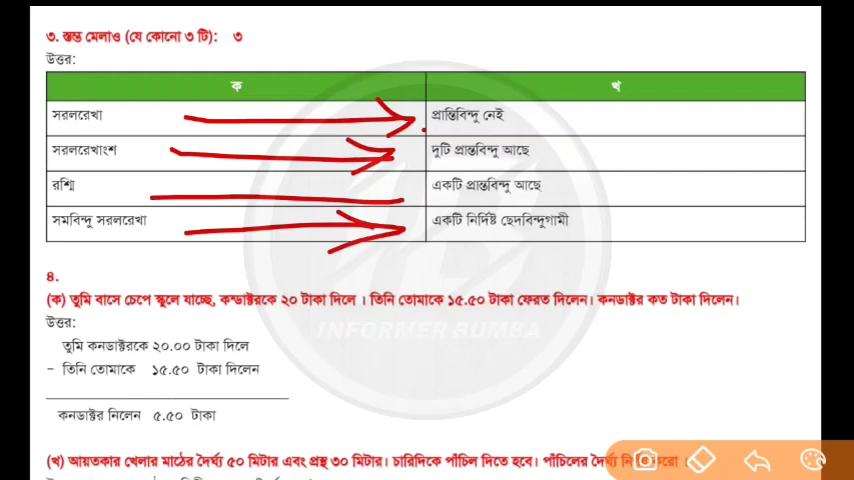 ৩. স্তম্ভ মেলাও (যে কোনো ৩ টি): ৩
উত্তর:
ক খ
সরলরেখা প্রান্তিবিন্দু নেই
সরলরেখাংশ দুটি প্রান্তবিন্দু আছে
রশ্মি একটি প্রান্তবিন্দু আছে
সমবিন্দু সরলরেখা একটি নির্দিষ্ট ছেদবিন্দুগামী
৪.
(ক) তুমি বাসে চেপে স্কুলে যাচ্ছে, কন্ডাক্টরকে ২০ টাকা দিলে । তিনি তোমাকে ১৫.৫০ টাকা ফেরত দিলেন। কনডাক্টর কত টাকা দিলেন।
উত্তর:
তুমি কনডাক্টরকে ২০.০০ টাকা দিলে
− তিনি তোমাকে ১৫.৫০ টাকা দিলেন
কনডাক্টর নিলেন ৫.৫০ টাকা
INFORMER BUMBA
(খ) আয়তকার খেলার মাঠের দৈর্ঘ্য ৫০ মিটার এবং প্রস্থ ৩০ মিটার। চারিদিকে পাঁচিল দিতে হবে। পাঁচিলের দৈর্ঘ্য করো ।